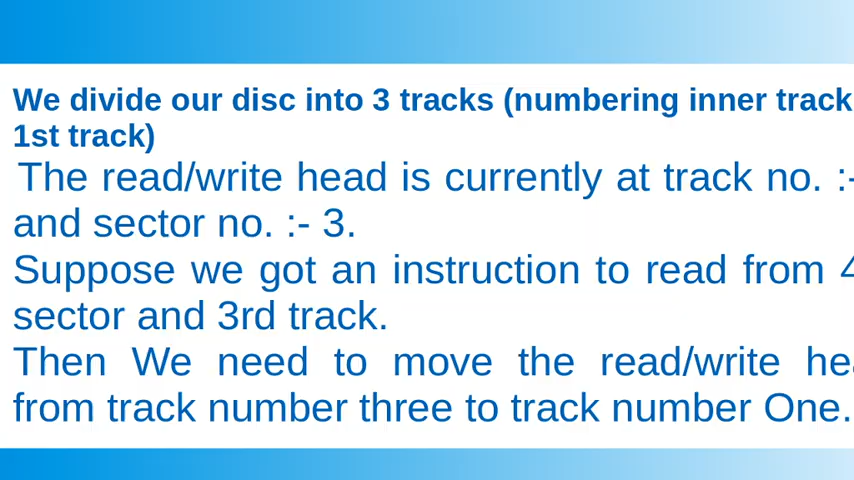 We divide our disc into 3 tracks (numbering inner track
1st track)
The read/write head is currently at track no. :-
and sector no. :- 3.
Suppose we got an instruction to read from 4
sector and 3rd track.
Then We need to move the read/write
from track number three to track number One.